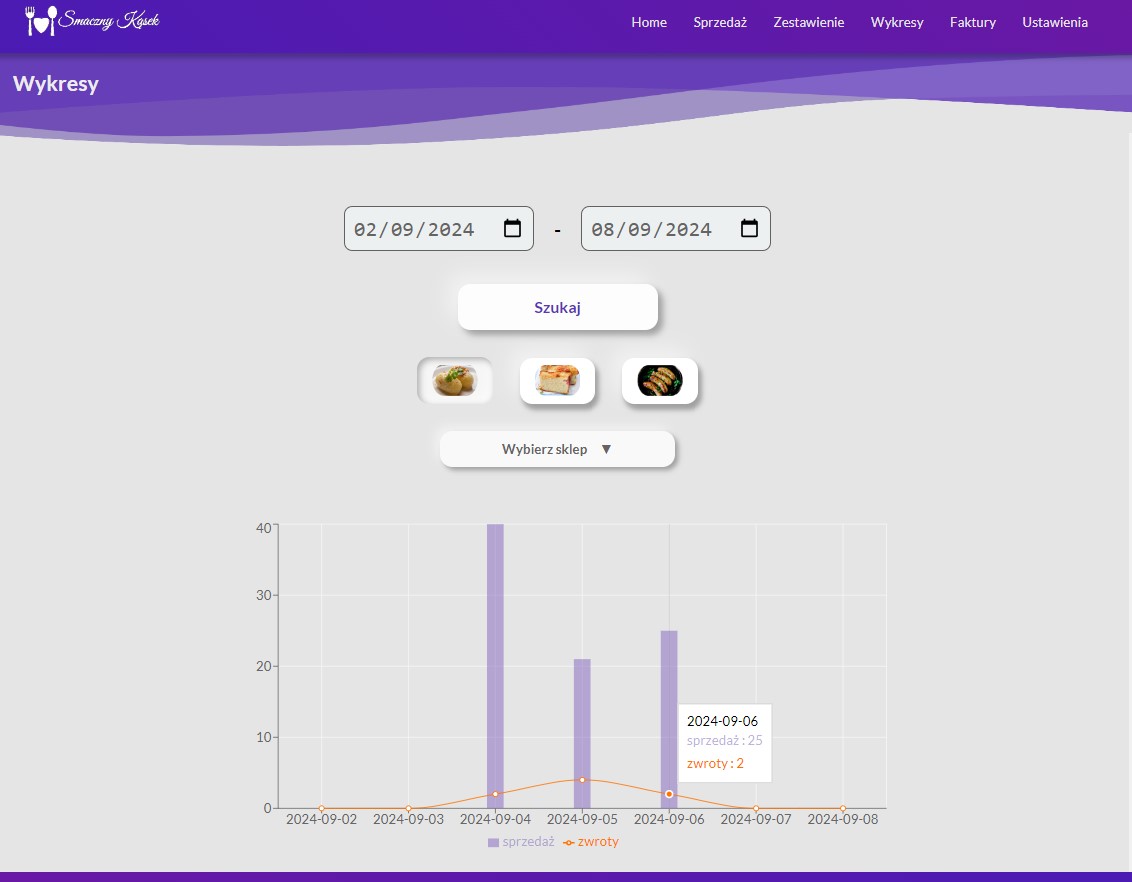 Smaczny Kąsek
Home Sprzedaż Zestawienie Wykresy Faktury Ustawienia
Wykresy
02/09/2024 - 08/09/2024
Szukaj
Wybierz sklep ▼
40
30
20
10
0
2024-09-06
sprzedaż : 25
zwroty : 2
2024-09-02 2024-09-03 2024-09-04 2024-09-05 2024-09-06 2024-09-07 2024-09-08
sprzedaż zwroty